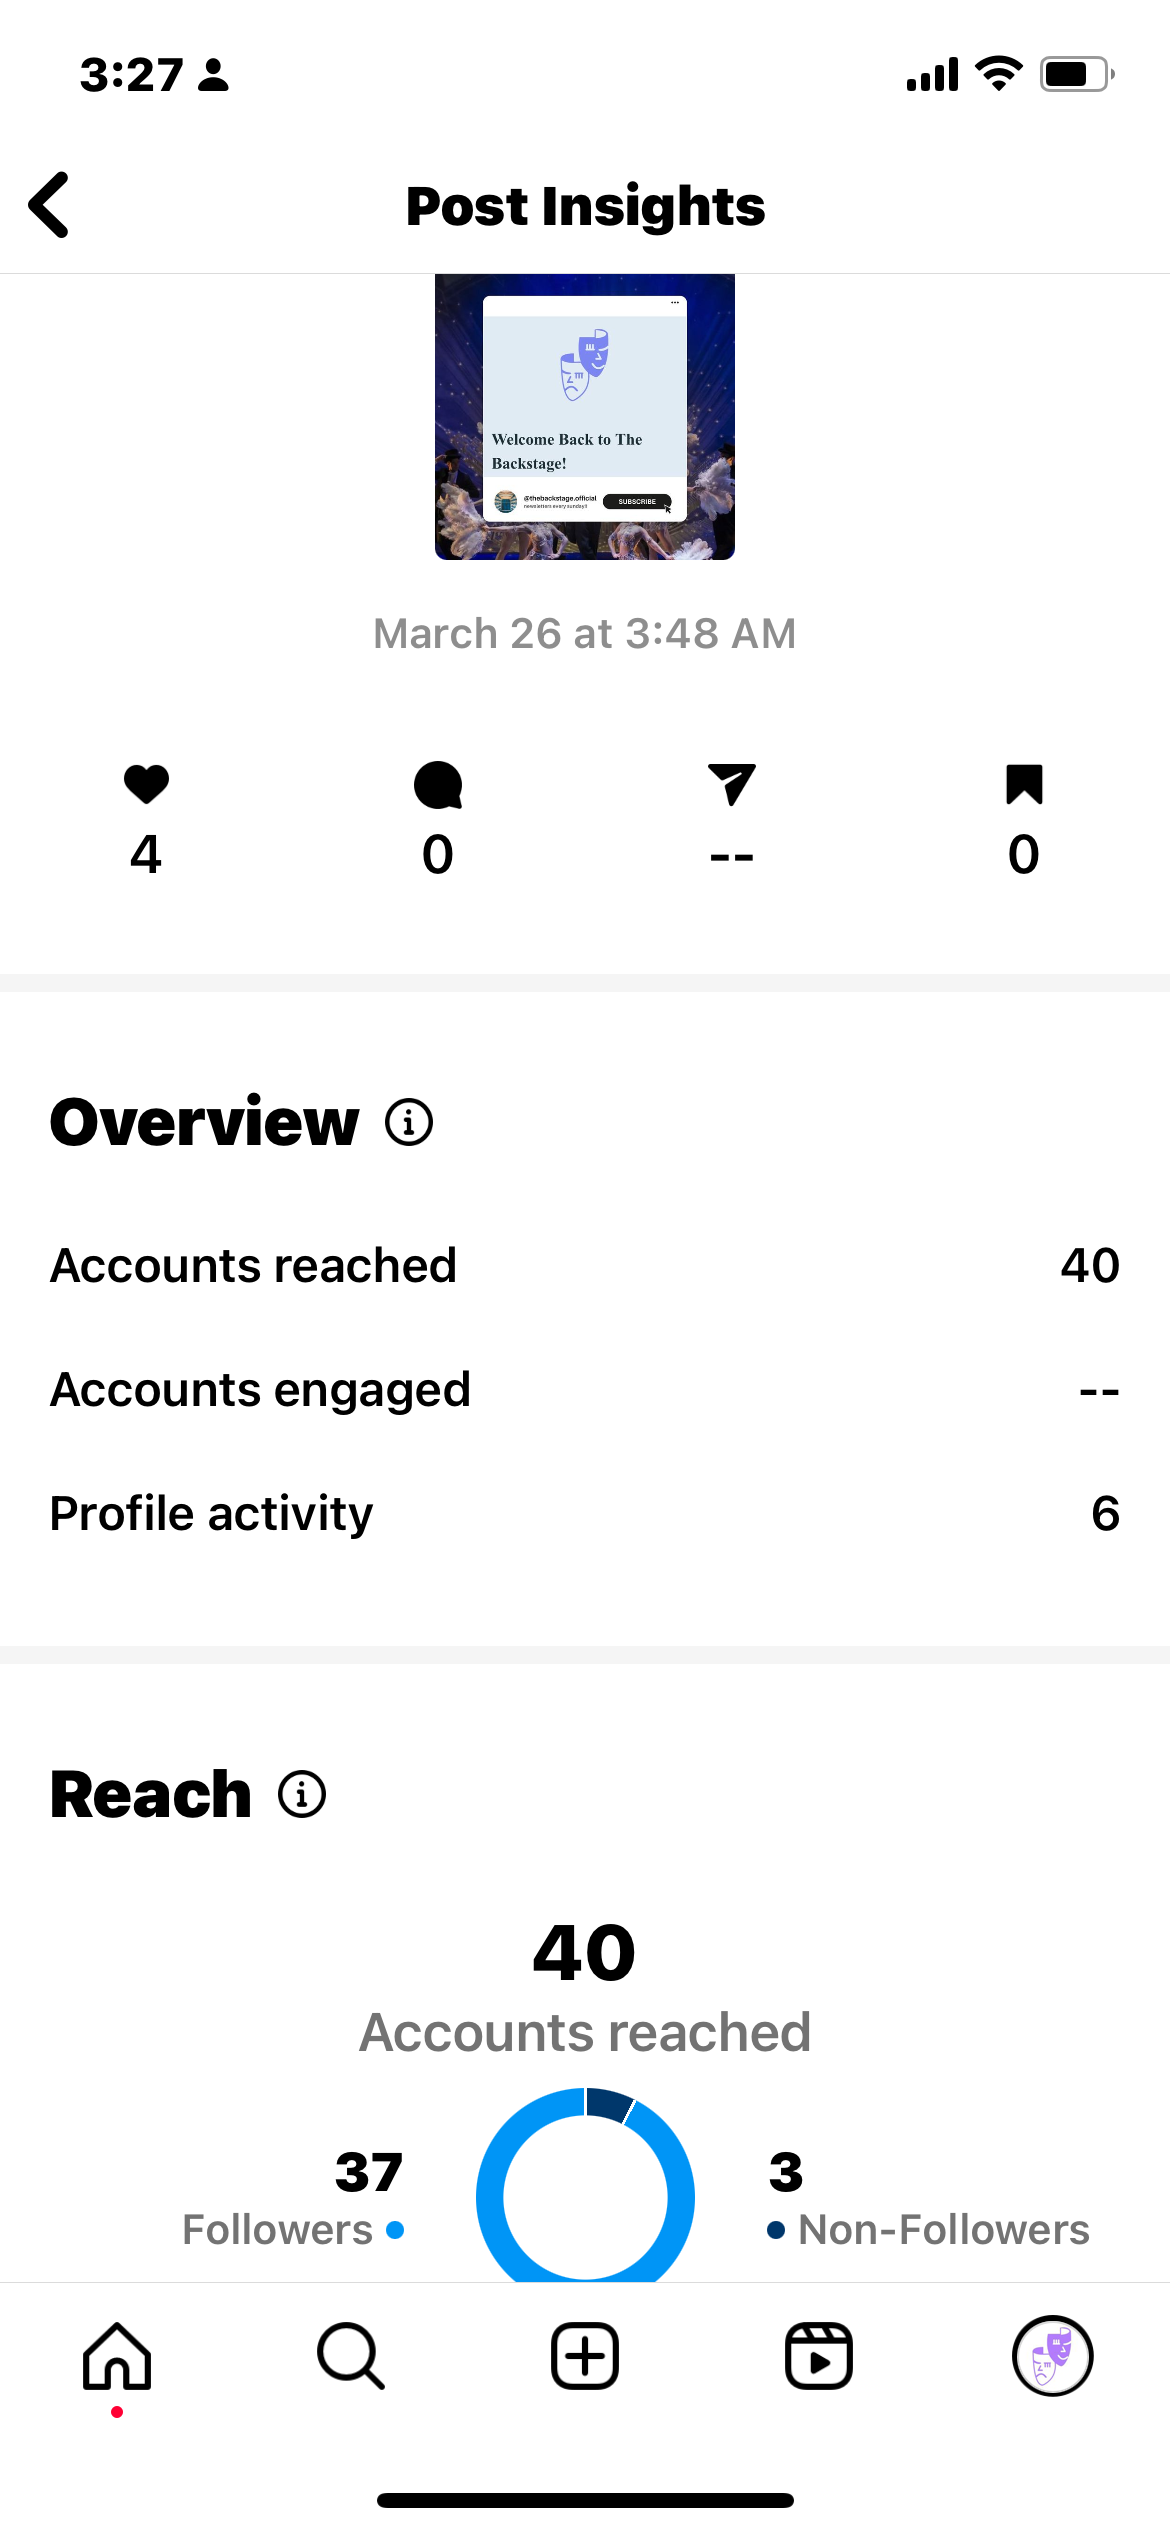 3:27
Post Insights
Welcome Back to The
Backstage!
@thebackstage.official
newsletters every sunday!!
SUBSCRIBE
March 26 at 3:48 AM
4 0 -- 0
Overview
Accounts reached 40
Accounts engaged --
Profile activity 6
Reach
40
Accounts reached
37 3
Followers Non-Followers